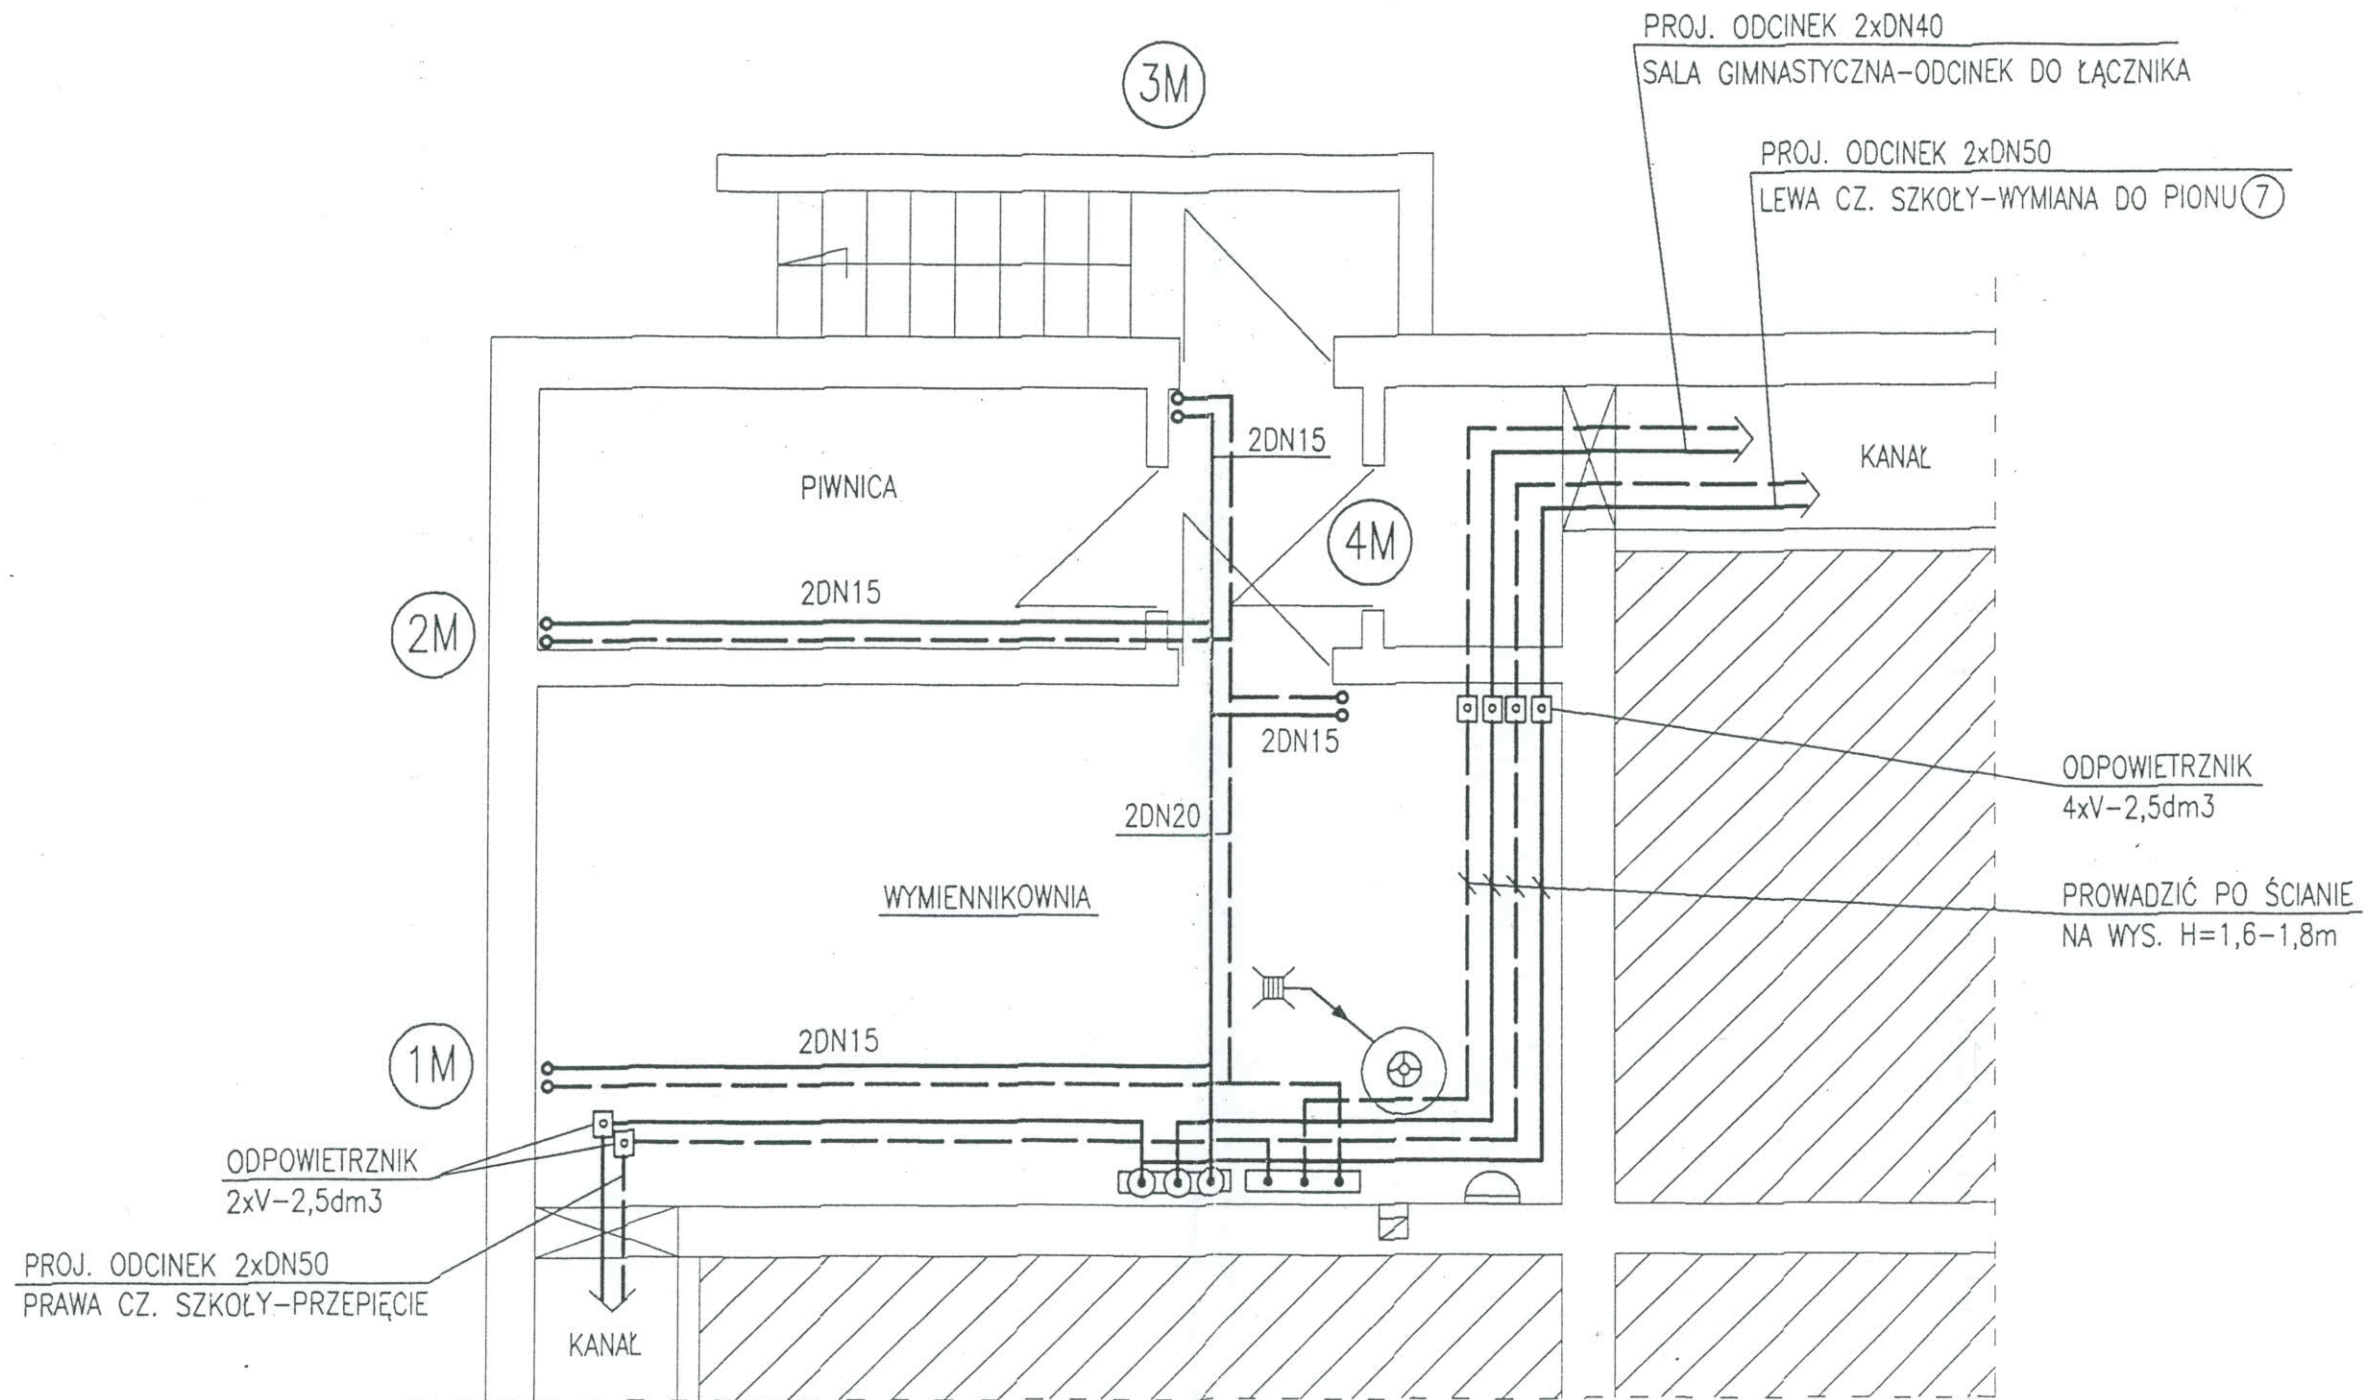 PROJ. ODCINEK 2xDN40
SALA GIMNASTYCZNA-ODCINEK DO ŁĄCZNIKA
3M
PROJ. ODCINEK 2xDN50
LEWA CZ. SZKOŁY-WYMIANA DO PIONU 7
2DN15
KANAŁ
PIWNICA
4M
2DN15
2M
2DN15
ODPOWIETRZNIK
4xV-2,5dm3
2DN20
WYMIENNIKOWNIA
PROWADZIĆ PO ŚCIANIE
NA WYS. H=1,6-1,8m
2DN15
1M
ODPOWIETRZNIK
2xV-2,5dm3
PROJ. ODCINEK 2xDN50
PRAWA CZ. SZKOŁY-PRZEPIĘCIE
KANAŁ